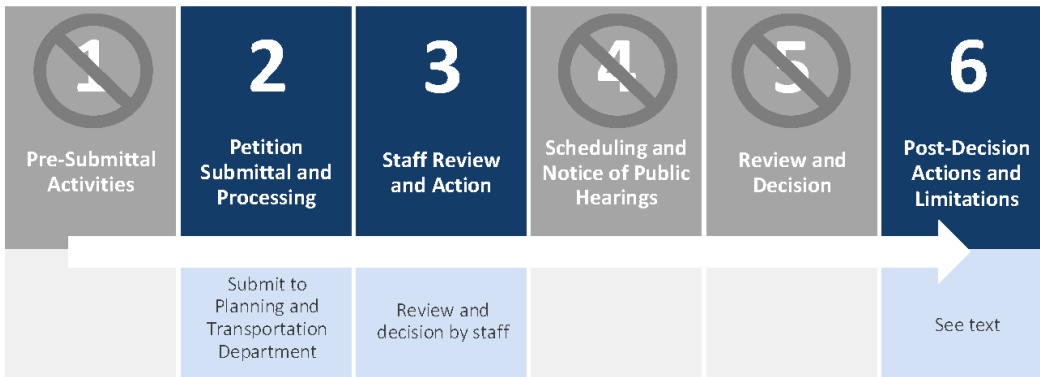 1
Pre-Submittal
Activities
2
Petition
Submittal and
Processing
3
Staff Review
and Action
4
Scheduling and
Notice of Public
Hearings
5
Review and
Decision
6
Post-Decision
Actions and
Limitations
Submit to
Planning and
Transportation
Department
Review and
decision by staff
See text